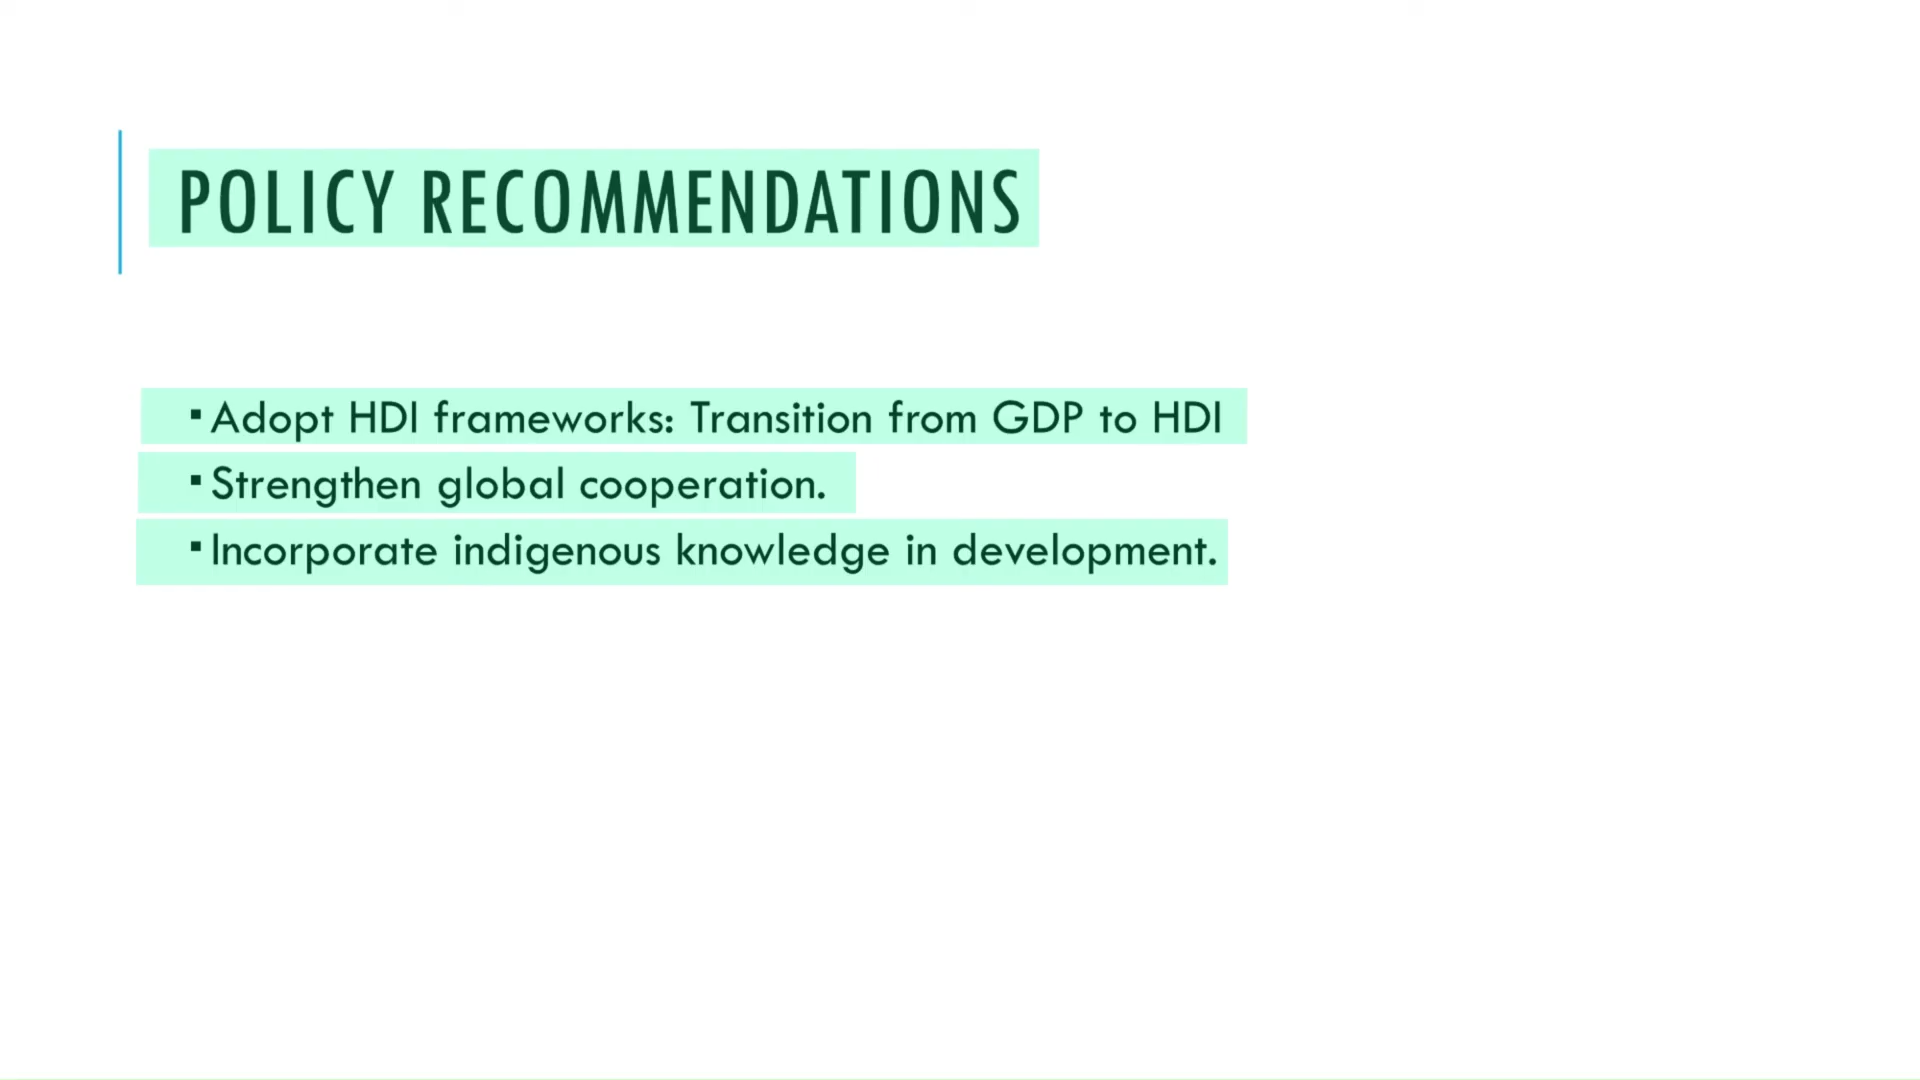 POLICY RECOMMENDATIONS
▪ Adopt HDI frameworks: Transition from GDP to HDI
▪ Strengthen global cooperation.
▪ Incorporate indigenous knowledge in development.